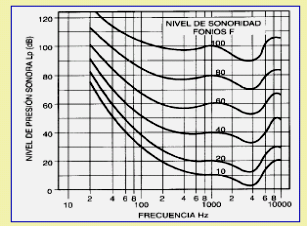 NIVEL DE SONORIDAD
FONIOS F
NIVEL DE PRESIÓN SONORA Lp (dB)
120
100
80
60
40
20
0
100
80
60
40
20
10
10 2 4 6 8 100 2 4 6 8 1000 2 4 6 8 10000
FRECUENCIA Hz